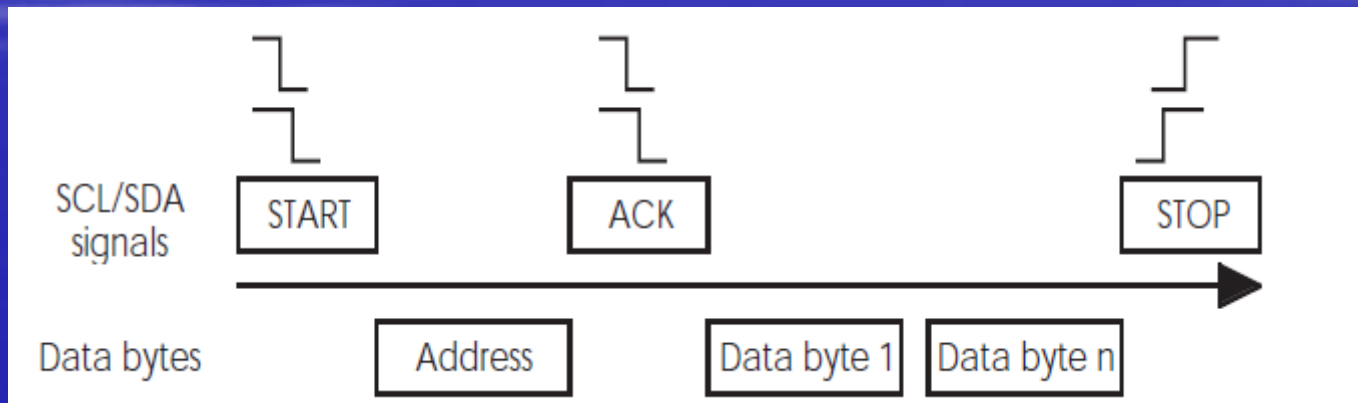 SCL/SDA
signals
START
ACK
STOP
Data bytes
Address
Data byte 1
Data byte n